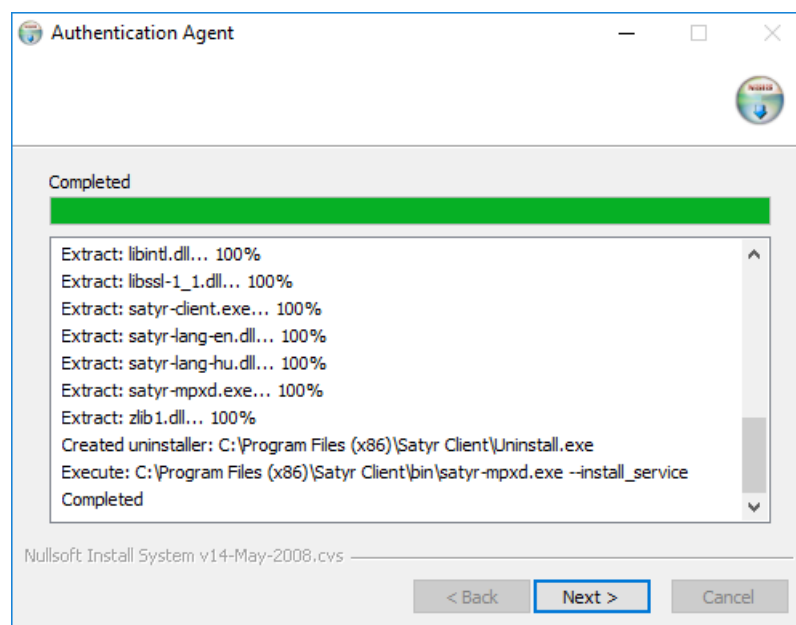 Authentication Agent
Completed
Extract: libintl.dll... 100%
Extract: libssl-1_1.dll... 100%
Extract: satyr-client.exe... 100%
Extract: satyr-lang-en.dll... 100%
Extract: satyr-lang-hu.dll... 100%
Extract: satyr-mpxd.exe... 100%
Extract: zlib1.dll... 100%
Created uninstaller: C:\Program Files (x86)\Satyr Client\Uninstall.exe
Execute: C:\Program Files (x86)\Satyr Client\bin\satyr-mpxd.exe --install_service
Completed
Nullsoft Install System v14-May-2008.cvs
< Back Next > Cancel